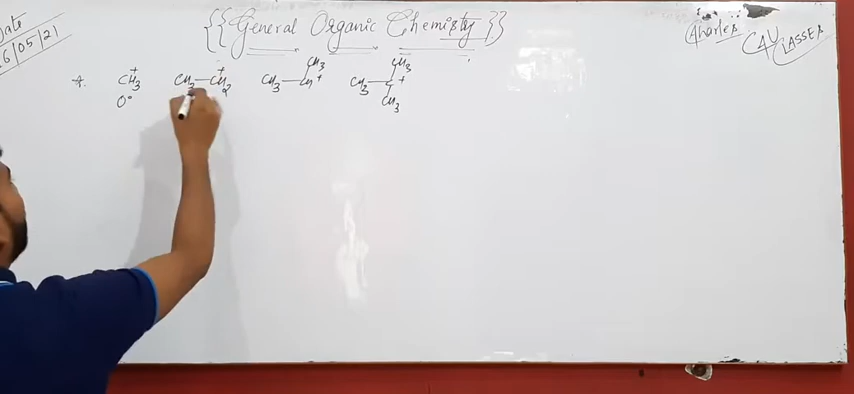 Date
{{General Organic Chemistry}}
26/05/21
Charles
CAREER CLASSES
*. CH₃⁺ CH₃—CH₂⁺ CH₃—CH⁺—CH₃ CH₃—C⁺(CH₃)—CH₃
0°